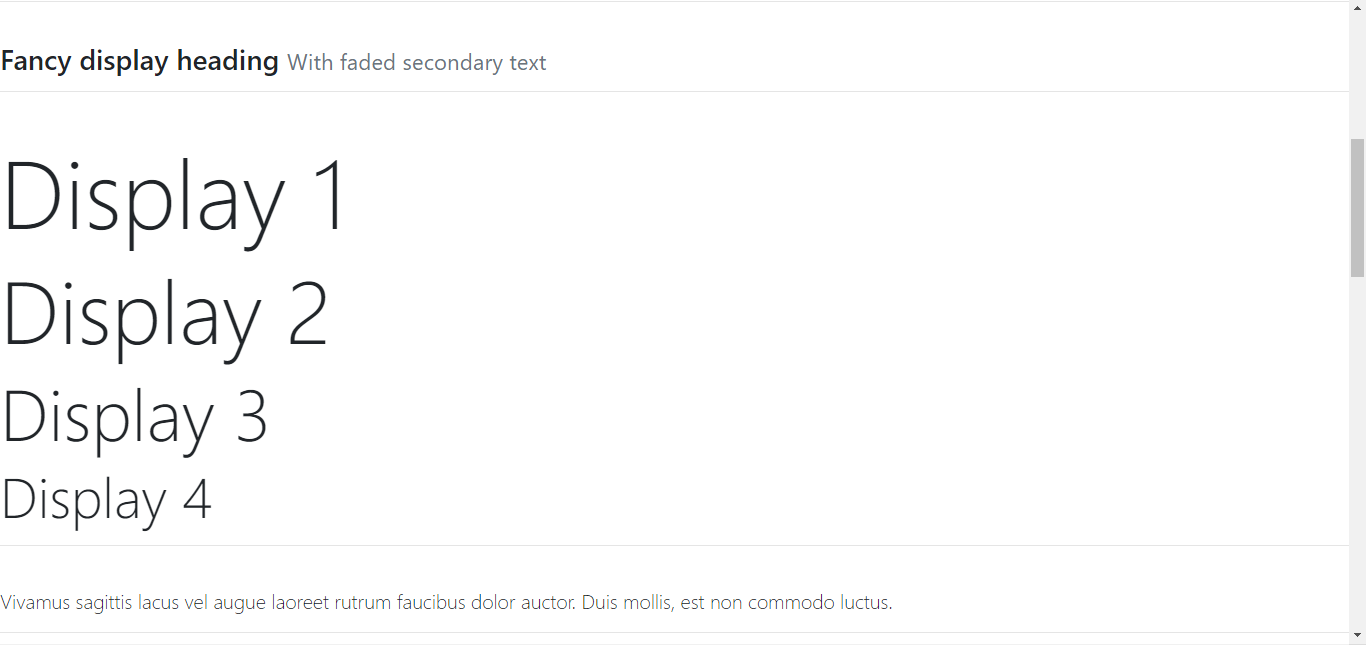 Fancy display heading With faded secondary text
Display 1
Display 2
Display 3
Display 4
Vivamus sagittis lacus vel augue laoreet rutrum faucibus dolor auctor. Duis mollis, est non commodo luctus.